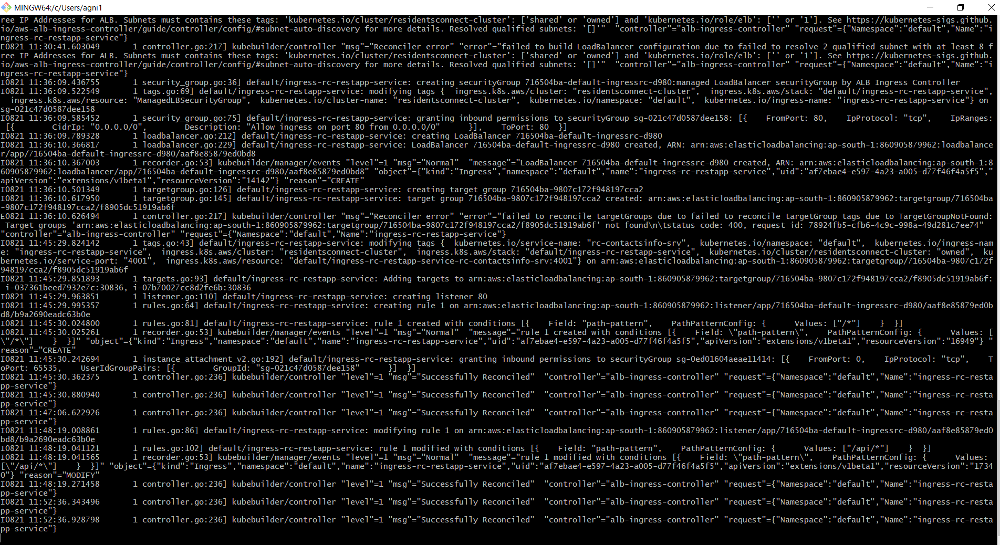 MINGW64:/c/Users/agni1
ree IP Addresses for ALB. Subnets must contains these tags: 'kubernetes.io/cluster/residentsconnect-cluster': ['shared' or 'owned'] and 'kubernetes.io/role/elb': ['' or '1']. See https://kubernetes-sigs.github.
io/aws-alb-ingress-controller/guide/controller/config/#subnet-auto-discovery for more details. Resolved qualified subnets: '[]'"  "controller"="alb-ingress-controller" "request"={"Namespace":"default","Name":"i
ngress-rc-restapp-service"}
E0821 11:30:41.603049       1 controller.go:217] kubebuilder/controller "msg"="Reconciler error" "error"="failed to build LoadBalancer configuration due to failed to resolve 2 qualified subnet with at least 8 f
ree IP Addresses for ALB. Subnets must contains these tags: 'kubernetes.io/cluster/residentsconnect-cluster': ['shared' or 'owned'] and 'kubernetes.io/role/elb': ['' or '1']. See https://kubernetes-sigs.github.
io/aws-alb-ingress-controller/guide/controller/config/#subnet-auto-discovery for more details. Resolved qualified subnets: '[]'"  "controller"="alb-ingress-controller" "request"={"Namespace":"default","Name":"i
ngress-rc-restapp-service"}
I0821 11:36:09.436755       1 security_group.go:36] default/ingress-rc-restapp-service: creating securityGroup 716504ba-default-ingressrc-d980:managed LoadBalancer securityGroup by ALB Ingress Controller
I0821 11:36:09.522549       1 tags.go:69] default/ingress-rc-restapp-service: modifying tags {  ingress.k8s.aws/cluster: "residentsconnect-cluster",  ingress.k8s.aws/stack: "default/ingress-rc-restapp-service",
  ingress.k8s.aws/resource: "ManagedLBSecurityGroup",  kubernetes.io/cluster-name: "residentsconnect-cluster",  kubernetes.io/namespace: "default",  kubernetes.io/ingress-name: "ingress-rc-restapp-service"} on
sg-021c47d0587dee158
I0821 11:36:09.585452       1 security_group.go:75] default/ingress-rc-restapp-service: granting inbound permissions to securityGroup sg-021c47d0587dee158: [{    FromPort: 80,    IpProtocol: "tcp",    IpRanges:
 [{        CidrIp: "0.0.0.0/0",        Description: "Allow ingress on port 80 from 0.0.0.0/0"      }],    ToPort: 80  }]
I0821 11:36:09.789328       1 loadbalancer.go:212] default/ingress-rc-restapp-service: creating LoadBalancer 716504ba-default-ingressrc-d980
I0821 11:36:10.366817       1 loadbalancer.go:229] default/ingress-rc-restapp-service: LoadBalancer 716504ba-default-ingressrc-d980 created, ARN: arn:aws:elasticloadbalancing:ap-south-1:860905879962:loadbalance
r/app/716504ba-default-ingressrc-d980/aaf8e85879ed0bd8
I0821 11:36:10.367003       1 recorder.go:53] kubebuilder/manager/events "level"=1 "msg"="Normal"  "message"="LoadBalancer 716504ba-default-ingressrc-d980 created, ARN: arn:aws:elasticloadbalancing:ap-south-1:8
60905879962:loadbalancer/app/716504ba-default-ingressrc-d980/aaf8e85879ed0bd8" "object"={"kind":"Ingress","namespace":"default","name":"ingress-rc-restapp-service","uid":"af7ebae4-e597-4a23-a005-d77f46f4a5f5","
apiVersion":"extensions/v1beta1","resourceVersion":"14142"} "reason"="CREATE"
I0821 11:36:10.501349       1 targetgroup.go:126] default/ingress-rc-restapp-service: creating target group 716504ba-9807c172f948197cca2
I0821 11:36:10.617950       1 targetgroup.go:145] default/ingress-rc-restapp-service: target group 716504ba-9807c172f948197cca2 created: arn:aws:elasticloadbalancing:ap-south-1:860905879962:targetgroup/716504ba
-9807c172f948197cca2/f8905dc51919ab6f
E0821 11:36:10.626494       1 controller.go:217] kubebuilder/controller "msg"="Reconciler error" "error"="failed to reconcile targetGroups due to failed to reconcile targetGroup tags due to TargetGroupNotFound:
 Target groups 'arn:aws:elasticloadbalancing:ap-south-1:860905879962:targetgroup/716504ba-9807c172f948197cca2/f8905dc51919ab6f' not found\n\tstatus code: 400, request id: 78924fb5-cfb6-4c9c-998a-49d281c7ee74"
"controller"="alb-ingress-controller" "request"={"Namespace":"default","Name":"ingress-rc-restapp-service"}
I0821 11:45:29.824142       1 tags.go:43] default/ingress-rc-restapp-service: modifying tags {  kubernetes.io/service-name: "rc-contactsinfo-srv",  kubernetes.io/namespace: "default",  kubernetes.io/ingress-nam
e: "ingress-rc-restapp-service",  ingress.k8s.aws/cluster: "residentsconnect-cluster",  ingress.k8s.aws/stack: "default/ingress-rc-restapp-service",  kubernetes.io/cluster/residentsconnect-cluster: "owned",  ku
bernetes.io/service-port: "4001",  ingress.k8s.aws/resource: "default/ingress-rc-restapp-service-rc-contactsinfo-srv:4001"} on arn:aws:elasticloadbalancing:ap-south-1:860905879962:targetgroup/716504ba-9807c172f
948197cca2/f8905dc51919ab6f
I0821 11:45:29.851893       1 targets.go:93] default/ingress-rc-restapp-service: Adding targets to arn:aws:elasticloadbalancing:ap-south-1:860905879962:targetgroup/716504ba-9807c172f948197cca2/f8905dc51919ab6f:
 i-037361beed7932e7c:30836, i-07b70027cc8d2fe6b:30836
I0821 11:45:29.963851       1 listener.go:110] default/ingress-rc-restapp-service: creating listener 80
I0821 11:45:29.995357       1 rules.go:64] default/ingress-rc-restapp-service: creating rule 1 on arn:aws:elasticloadbalancing:ap-south-1:860905879962:listener/app/716504ba-default-ingressrc-d980/aaf8e85879ed0b
d8/b9a2690eadc63b0e
I0821 11:45:30.024800       1 rules.go:81] default/ingress-rc-restapp-service: rule 1 created with conditions [{    Field: "path-pattern",    PathPatternConfig: {      Values: ["/*"]    }  }]
I0821 11:45:30.025261       1 recorder.go:53] kubebuilder/manager/events "level"=1 "msg"="Normal"  "message"="rule 1 created with conditions [{    Field: \"path-pattern\",    PathPatternConfig: {      Values: [
\"/*\"]    }  }]" "object"={"kind":"Ingress","namespace":"default","name":"ingress-rc-restapp-service","uid":"af7ebae4-e597-4a23-a005-d77f46f4a5f5","apiVersion":"extensions/v1beta1","resourceVersion":"16949"} "
reason"="CREATE"
I0821 11:45:30.242694       1 instance_attachment_v2.go:192] default/ingress-rc-restapp-service: granting inbound permissions to securityGroup sg-0ed01604aeae11414: [{    FromPort: 0,    IpProtocol: "tcp",    T
oPort: 65535,    UserIdGroupPairs: [{        GroupId: "sg-021c47d0587dee158"      }]  }]
I0821 11:45:30.362375       1 controller.go:236] kubebuilder/controller "level"=1 "msg"="Successfully Reconciled"  "controller"="alb-ingress-controller" "request"={"Namespace":"default","Name":"ingress-rc-resta
pp-service"}
I0821 11:45:30.880940       1 controller.go:236] kubebuilder/controller "level"=1 "msg"="Successfully Reconciled"  "controller"="alb-ingress-controller" "request"={"Namespace":"default","Name":"ingress-rc-resta
pp-service"}
I0821 11:47:06.622926       1 controller.go:236] kubebuilder/controller "level"=1 "msg"="Successfully Reconciled"  "controller"="alb-ingress-controller" "request"={"Namespace":"default","Name":"ingress-rc-resta
pp-service"}
I0821 11:48:19.008861       1 rules.go:86] default/ingress-rc-restapp-service: modifying rule 1 on arn:aws:elasticloadbalancing:ap-south-1:860905879962:listener/app/716504ba-default-ingressrc-d980/aaf8e85879ed0
bd8/b9a2690eadc63b0e
I0821 11:48:19.041121       1 rules.go:102] default/ingress-rc-restapp-service: rule 1 modified with conditions [{    Field: "path-pattern",    PathPatternConfig: {      Values: ["/api/*"]    }  }]
I0821 11:48:19.041565       1 recorder.go:53] kubebuilder/manager/events "level"=1 "msg"="Normal"  "message"="rule 1 modified with conditions [{    Field: \"path-pattern\",    PathPatternConfig: {      Values:
[\"/api/*\"]    }  }]" "object"={"kind":"Ingress","namespace":"default","name":"ingress-rc-restapp-service","uid":"af7ebae4-e597-4a23-a005-d77f46f4a5f5","apiVersion":"extensions/v1beta1","resourceVersion":"1734
0"} "reason"="MODIFY"
I0821 11:48:19.271458       1 controller.go:236] kubebuilder/controller "level"=1 "msg"="Successfully Reconciled"  "controller"="alb-ingress-controller" "request"={"Namespace":"default","Name":"ingress-rc-resta
pp-service"}
I0821 11:52:36.343496       1 controller.go:236] kubebuilder/controller "level"=1 "msg"="Successfully Reconciled"  "controller"="alb-ingress-controller" "request"={"Namespace":"default","Name":"ingress-rc-resta
pp-service"}
I0821 11:52:36.928798       1 controller.go:236] kubebuilder/controller "level"=1 "msg"="Successfully Reconciled"  "controller"="alb-ingress-controller" "request"={"Namespace":"default","Name":"ingress-rc-resta
pp-service"}